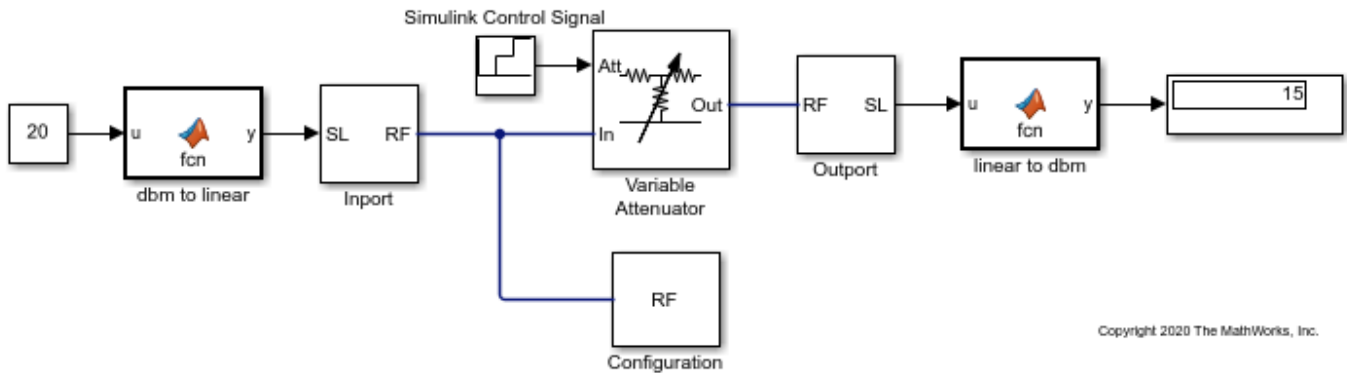 Simulink Control Signal
20
u
fcn
y
dbm to linear
SL
RF
Inport
Att
In
Out
Variable
Attenuator
RF
SL
Outport
u
fcn
y
linear to dbm
15
RF
Configuration
Copyright 2020 The MathWorks, Inc.